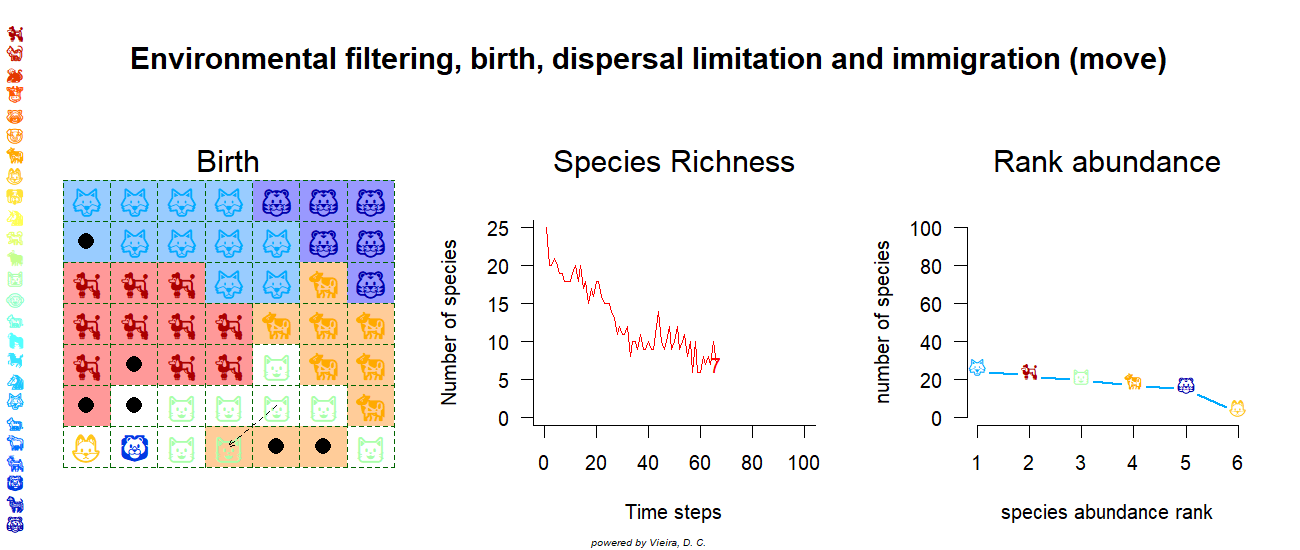 Environmental filtering, birth, dispersal limitation and immigration (move)
Birth
Species Richness
Rank abundance
Number of species
25
20
15
10
5
0
7
0 20 40 60 80 100
Time steps
number of species
100
80
60
40
20
0
1 2 3 4 5 6
species abundance rank
powered by Vieira, D. C.